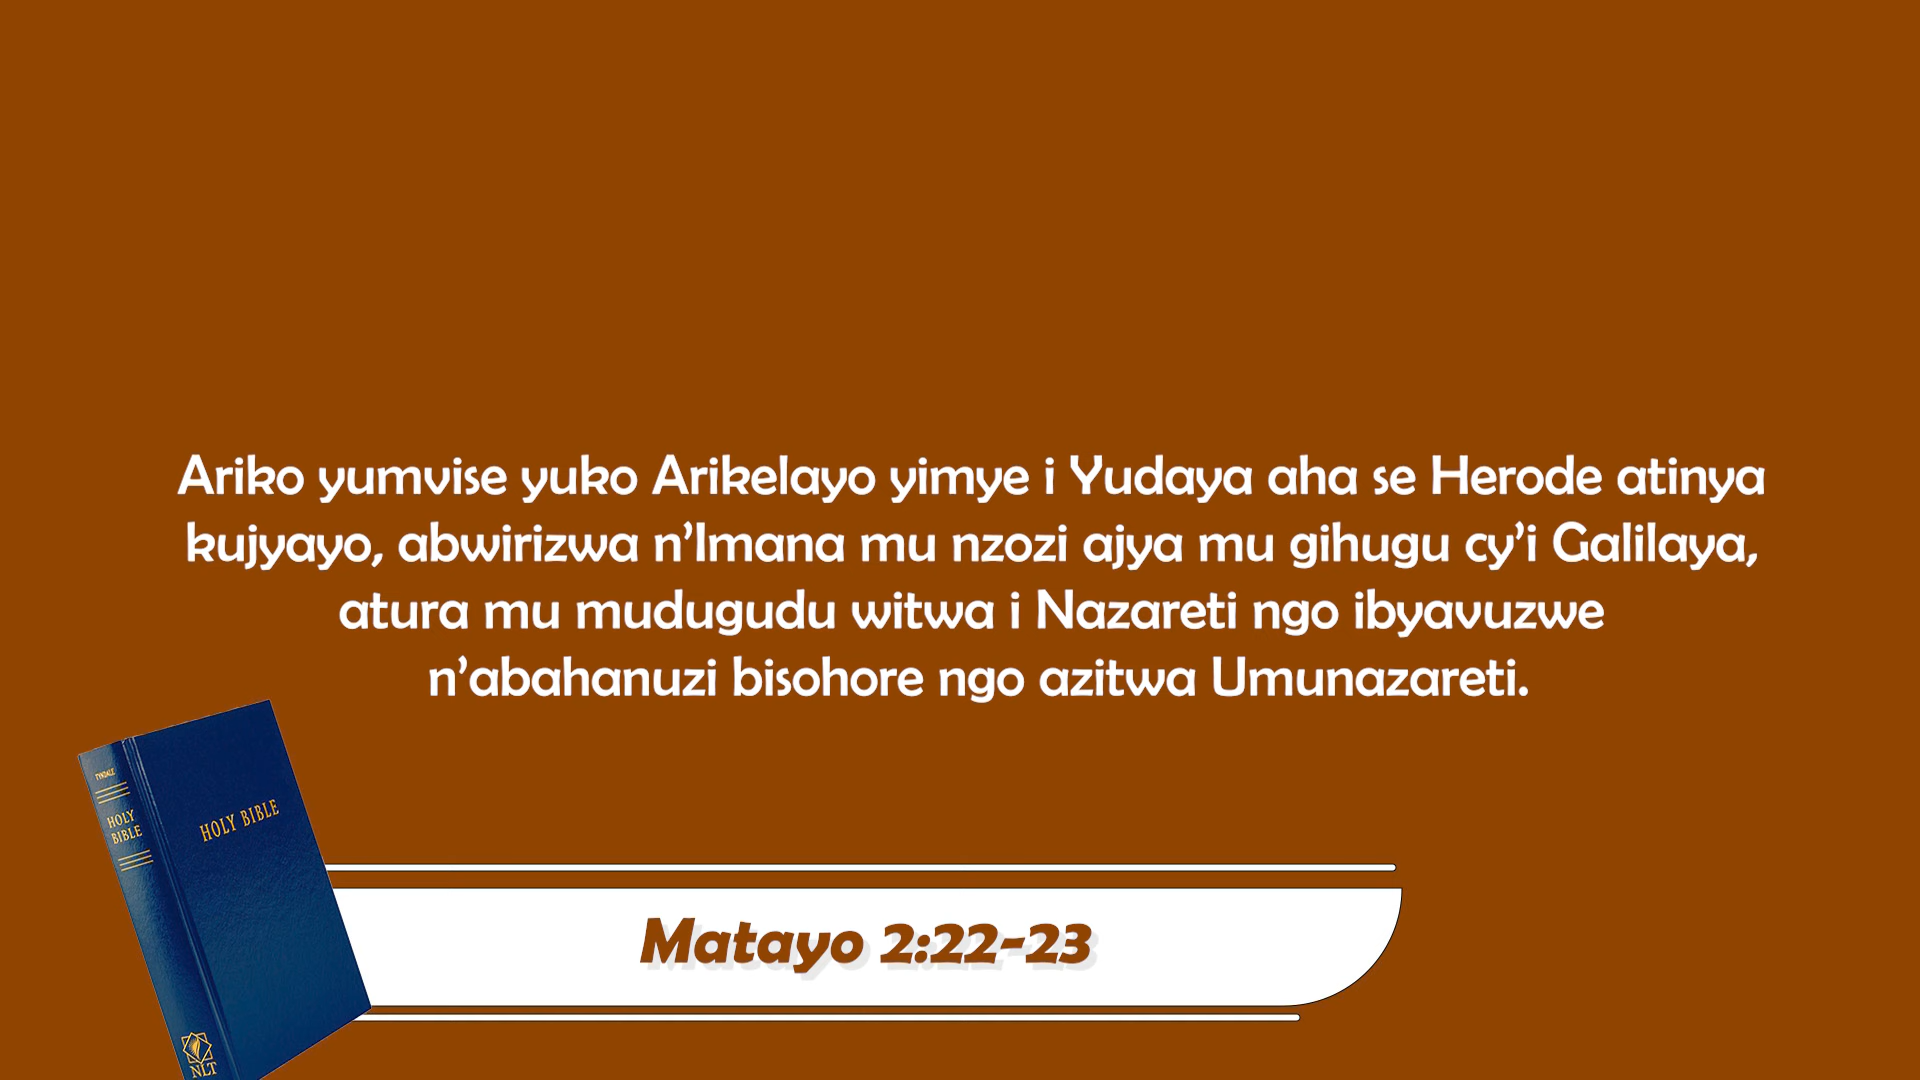 Ariko yumvise yuko Arikelayo yimye i Yudaya aha se Herode atinya
kujyayo, abwirizwa n’Imana mu nzozi ajya mu gihugu cy’i Galilaya,
atura mu mudugudu witwa i Nazareti ngo ibyavuzwe
n’abahanuzi bisohore ngo azitwa Umunazareti.
TYNDALE
HOLY
BIBLE
HOLY BIBLE
NLT
Matayo 2:22-23